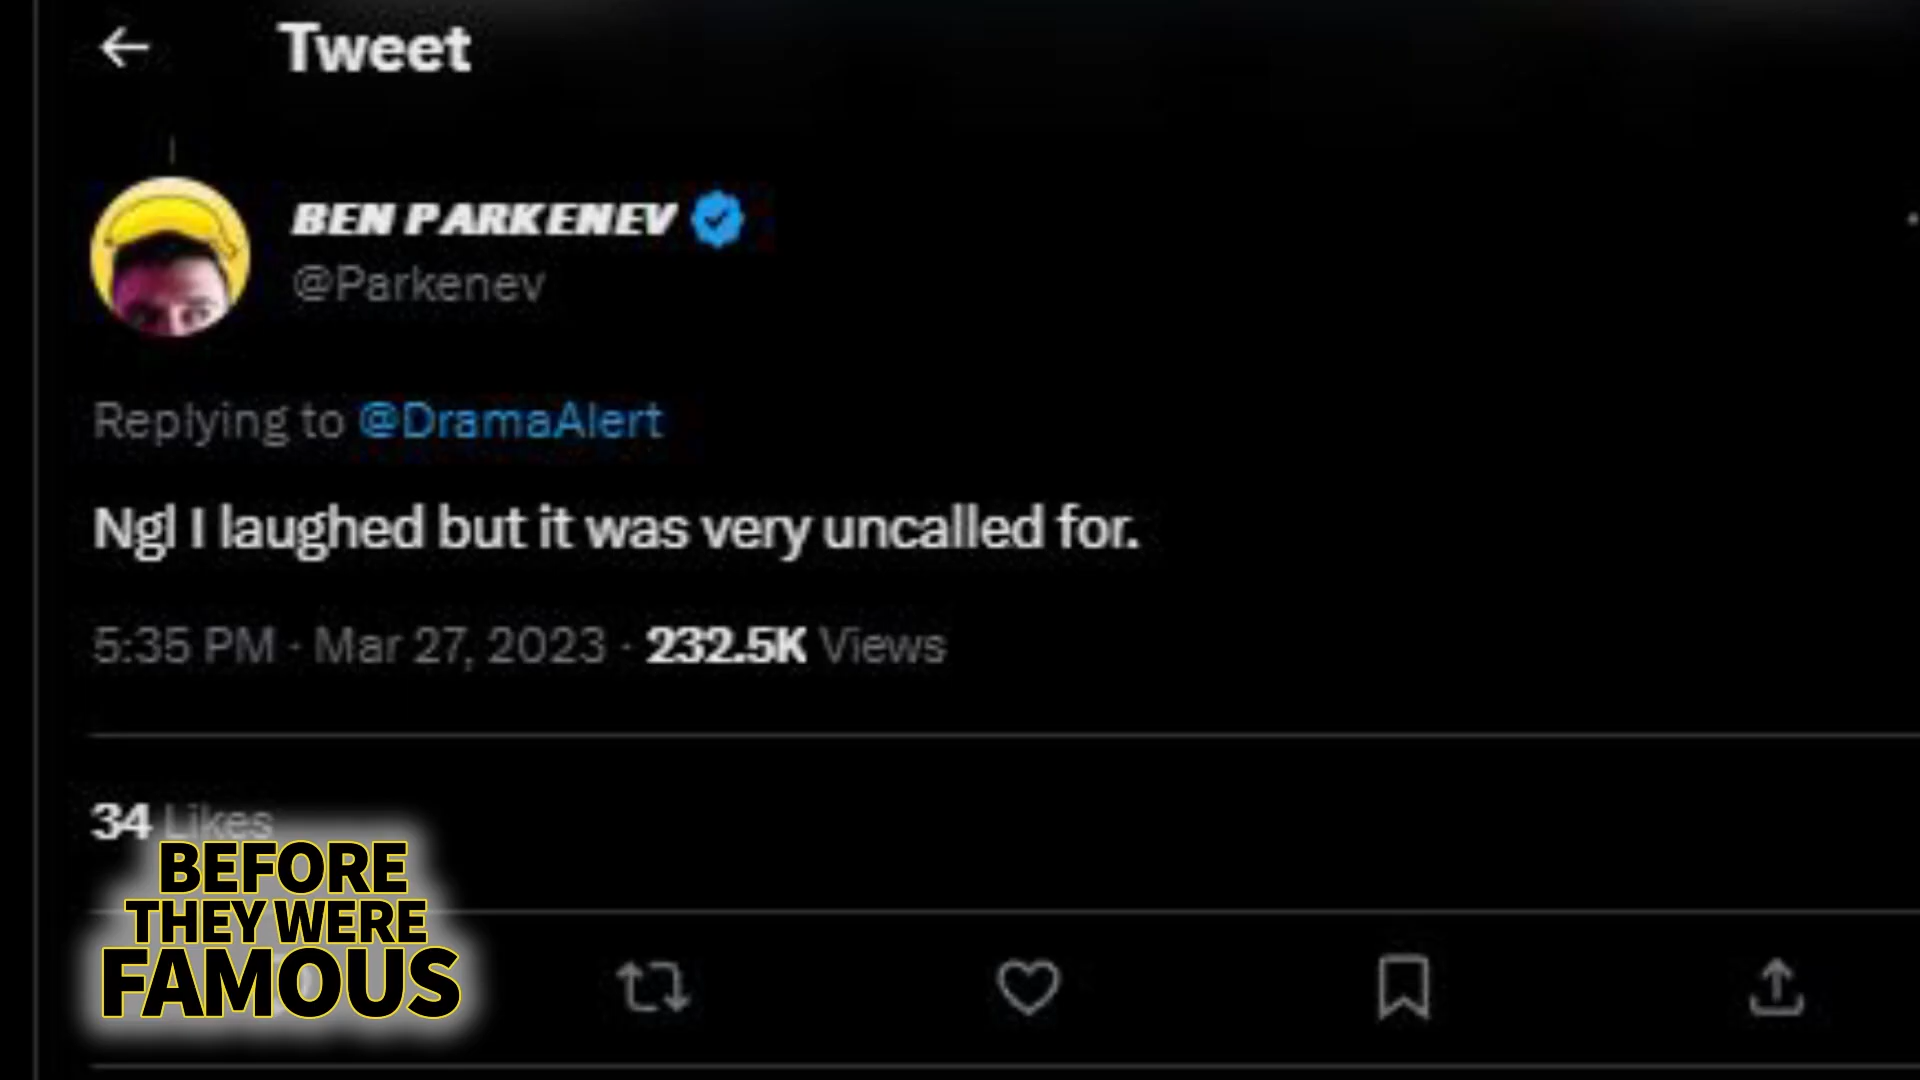 Tweet
BEN PARKENEV
@Parkenev
Replying to @DramaAlert
Ngl I laughed but it was very uncalled for.
5:35 PM · Mar 27, 2023 · 232.5K Views
34 Likes
BEFORE
THEY WERE
FAMOUS